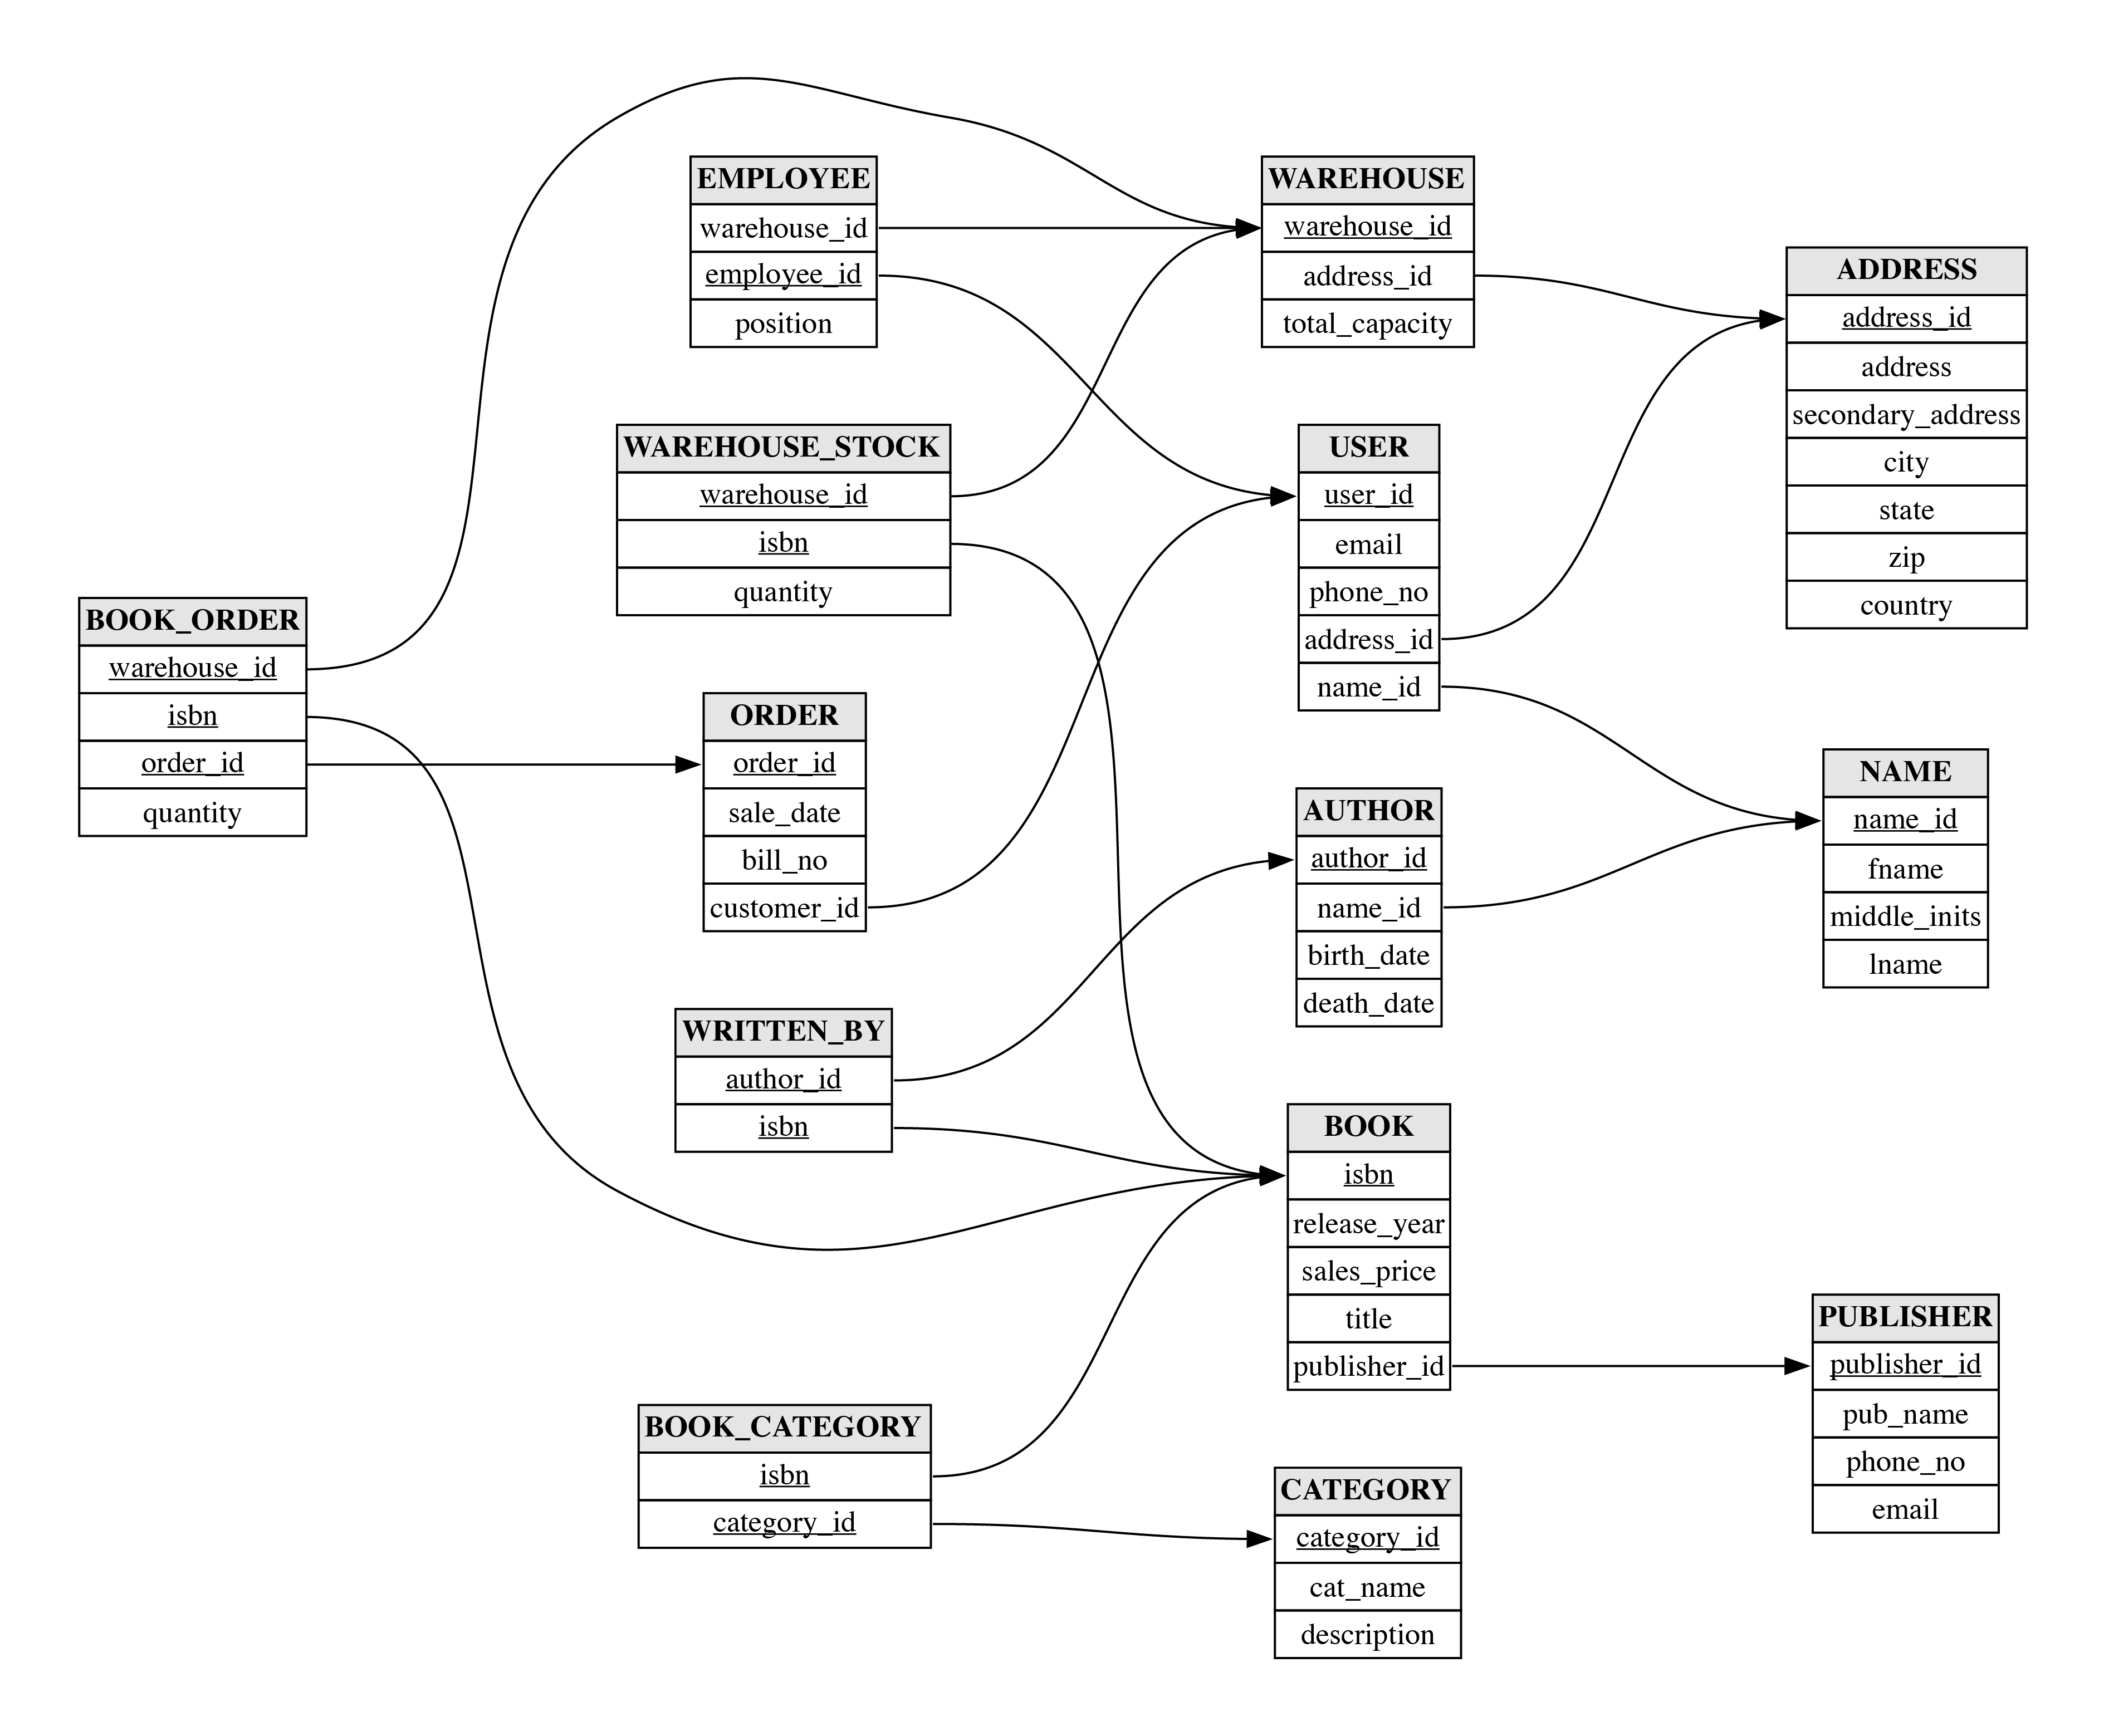 BOOK_ORDER
warehouse_id
isbn
order_id
quantity
EMPLOYEE
warehouse_id
employee_id
position
WAREHOUSE_STOCK
warehouse_id
isbn
quantity
ORDER
order_id
sale_date
bill_no
customer_id
WRITTEN_BY
author_id
isbn
BOOK_CATEGORY
isbn
category_id
WAREHOUSE
warehouse_id
address_id
total_capacity
USER
user_id
email
phone_no
address_id
name_id
AUTHOR
author_id
name_id
birth_date
death_date
BOOK
isbn
release_year
sales_price
title
publisher_id
CATEGORY
category_id
cat_name
description
ADDRESS
address_id
address
secondary_address
city
state
zip
country
NAME
name_id
fname
middle_inits
lname
PUBLISHER
publisher_id
pub_name
phone_no
email